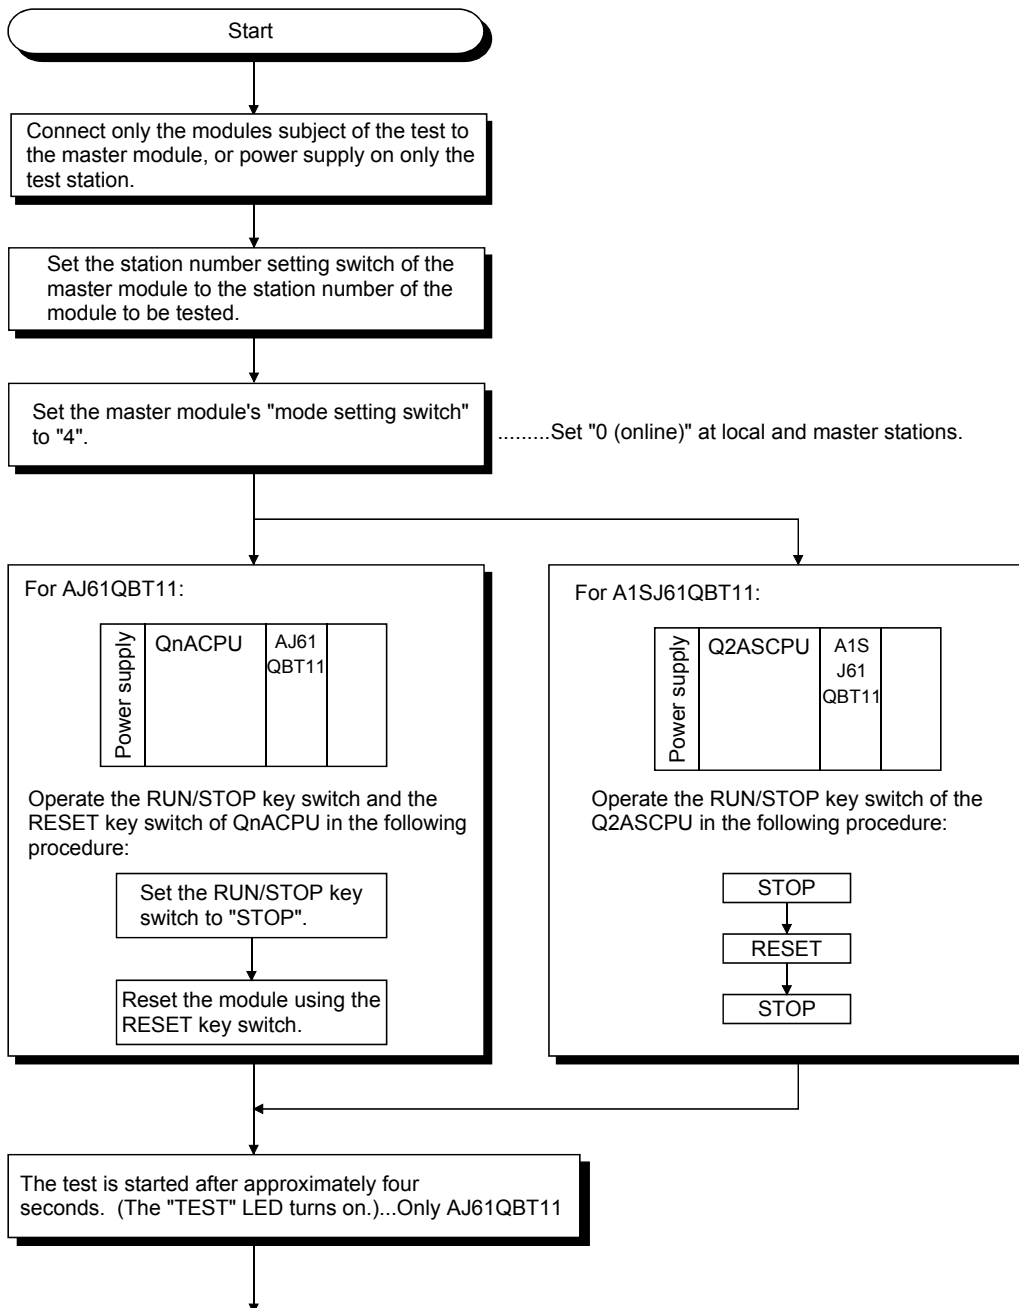 Start
Connect only the modules subject of the test to
the master module, or power supply on only the
test station.
Set the station number setting switch of the
master module to the station number of the
module to be tested.
Set the master module's "mode setting switch"
to "4".
.........Set "0 (online)" at local and master stations.
For AJ61QBT11:
Power supply
QnACPU
AJ61
QBT11
Operate the RUN/STOP key switch and the
RESET key switch of QnACPU in the following
procedure:
Set the RUN/STOP key
switch to "STOP".
Reset the module using the
RESET key switch.
For A1SJ61QBT11:
Power supply
Q2ASCPU
A1S
J61
QBT11
Operate the RUN/STOP key switch of the
Q2ASCPU in the following procedure:
STOP
RESET
STOP
The test is started after approximately four
seconds.  (The "TEST" LED turns on.)...Only AJ61QBT11